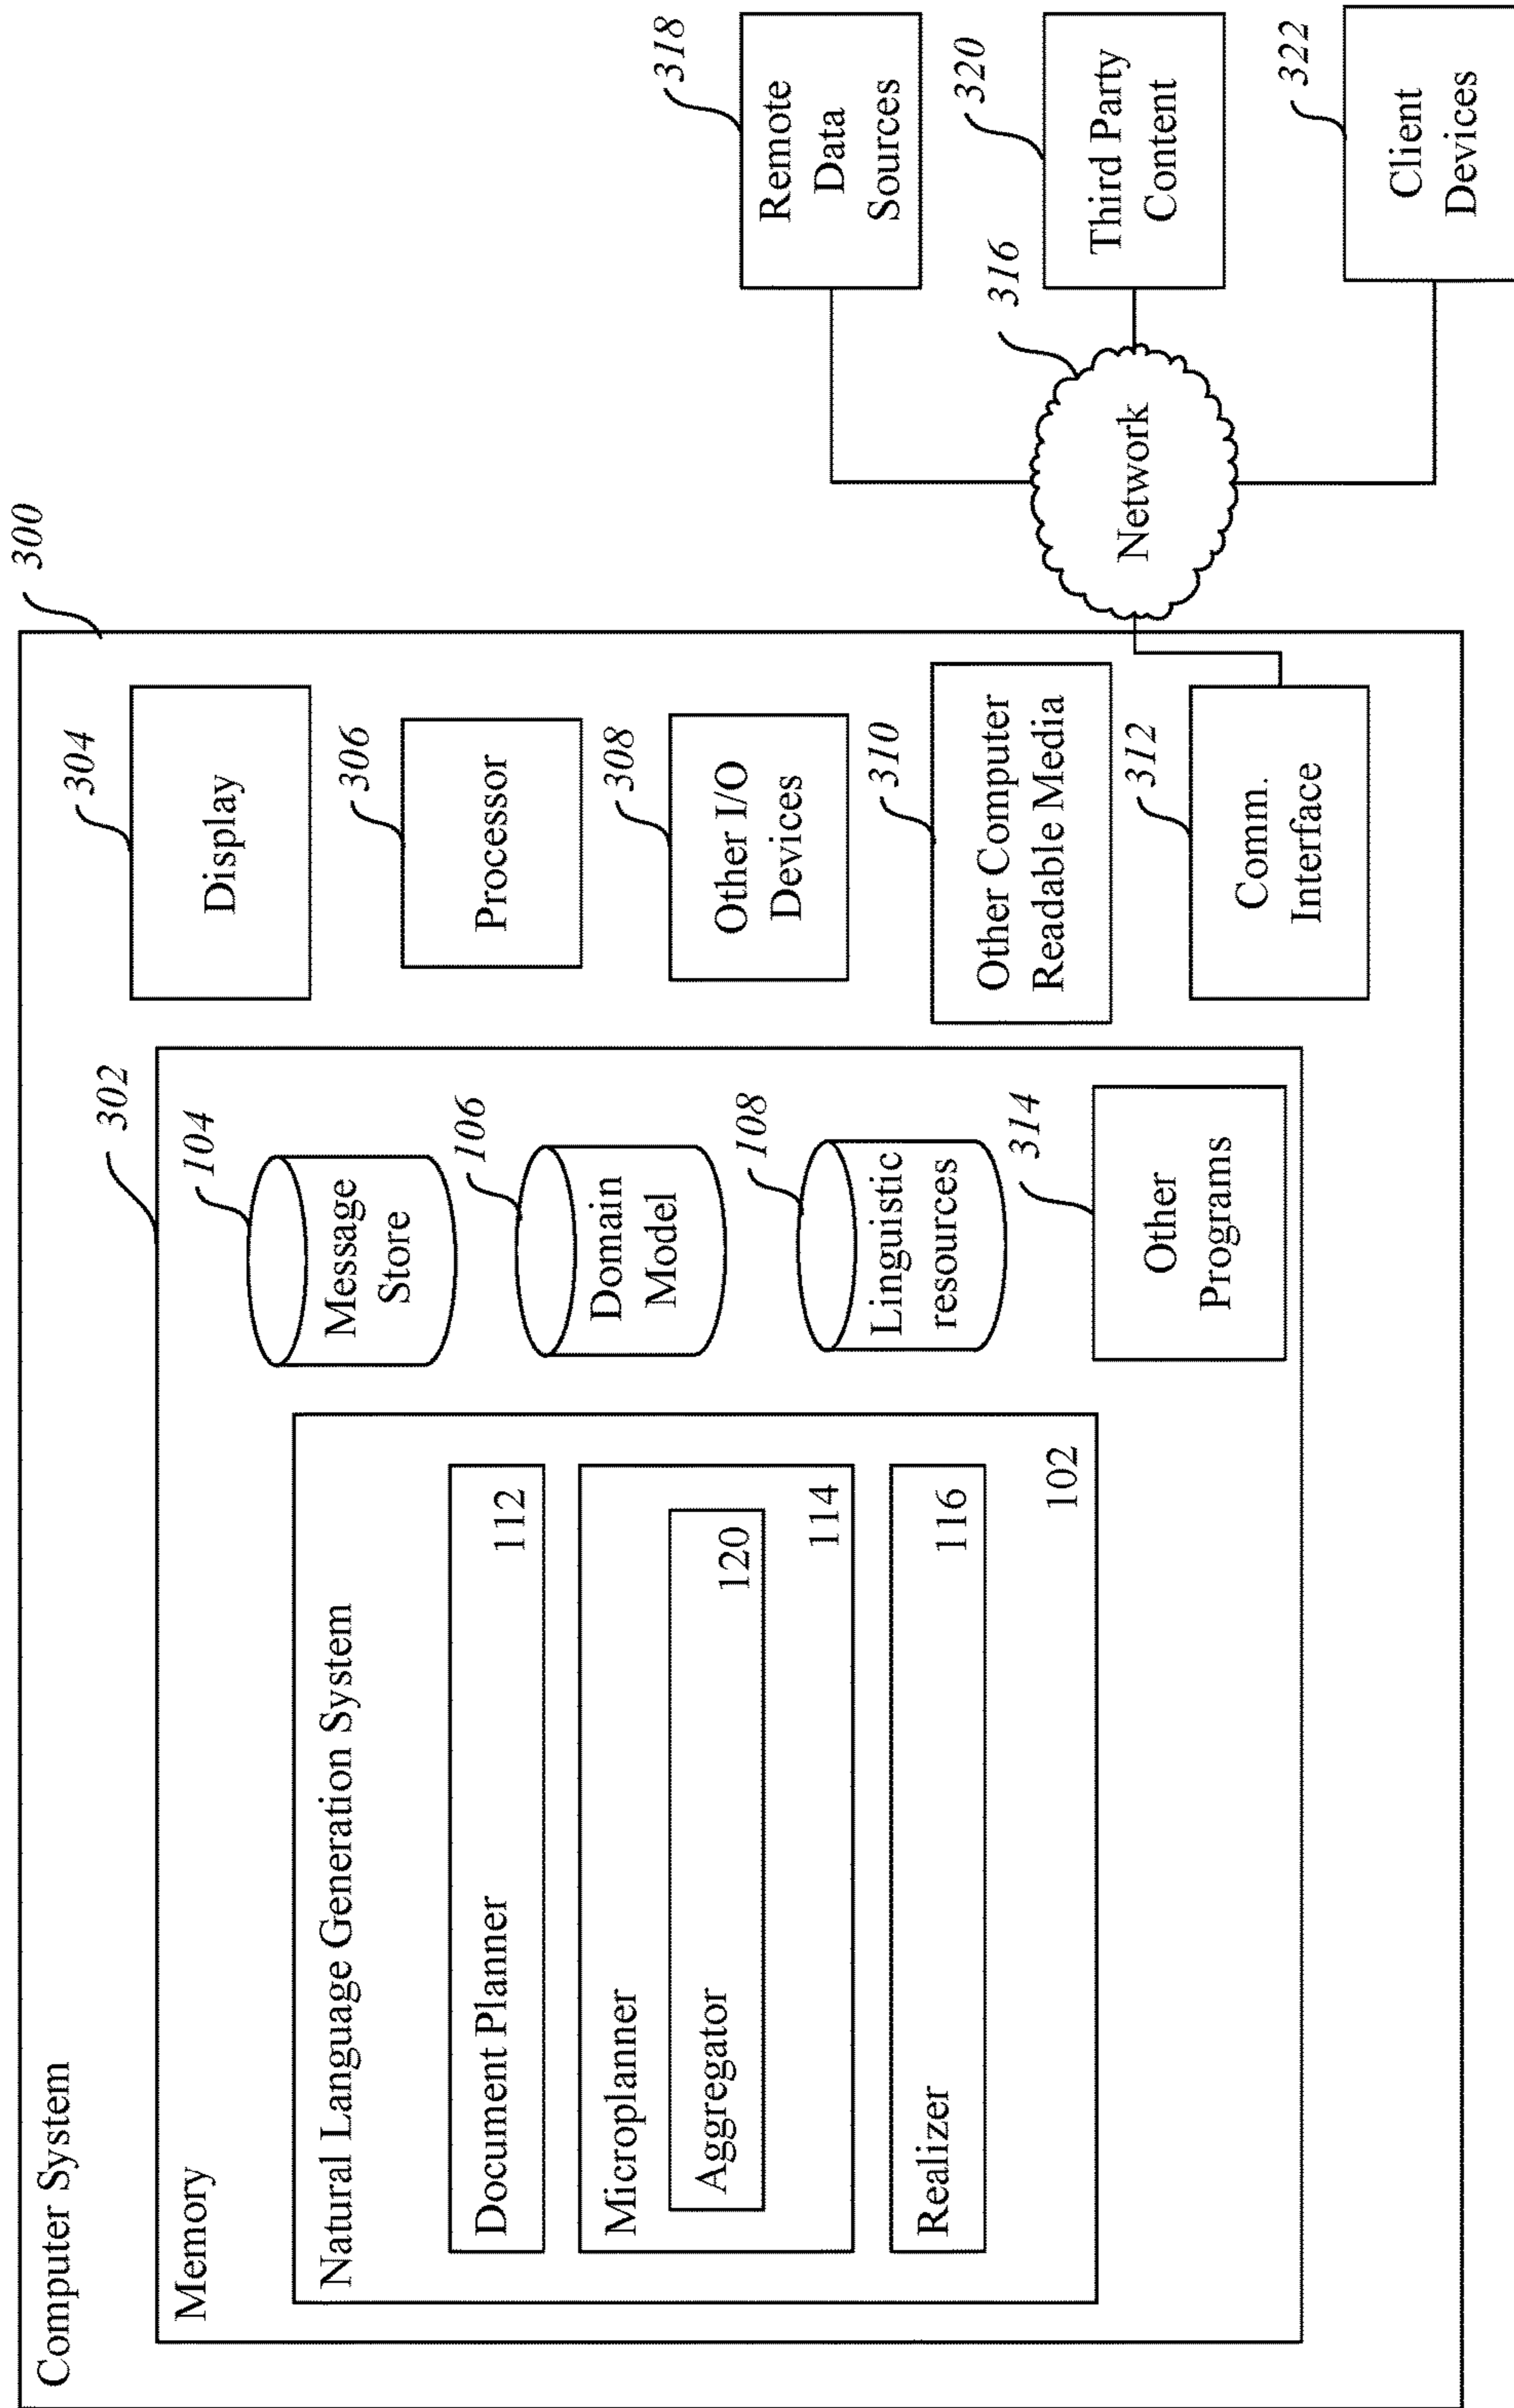 Computer System
300
Memory
302
Natural Language Generation System
Document Planner
112
Microplanner
Aggregator
120
114
Realizer
116
102
104
Message
Store
106
Domain
Model
108
Linguistic
resources
314
Other
Programs
304
Display
306
Processor
308
Other I/O
Devices
310
Other Computer
Readable Media
312
Comm.
Interface
316
Network
318
Remote
Data
Sources
320
Third Party
Content
322
Client
Devices